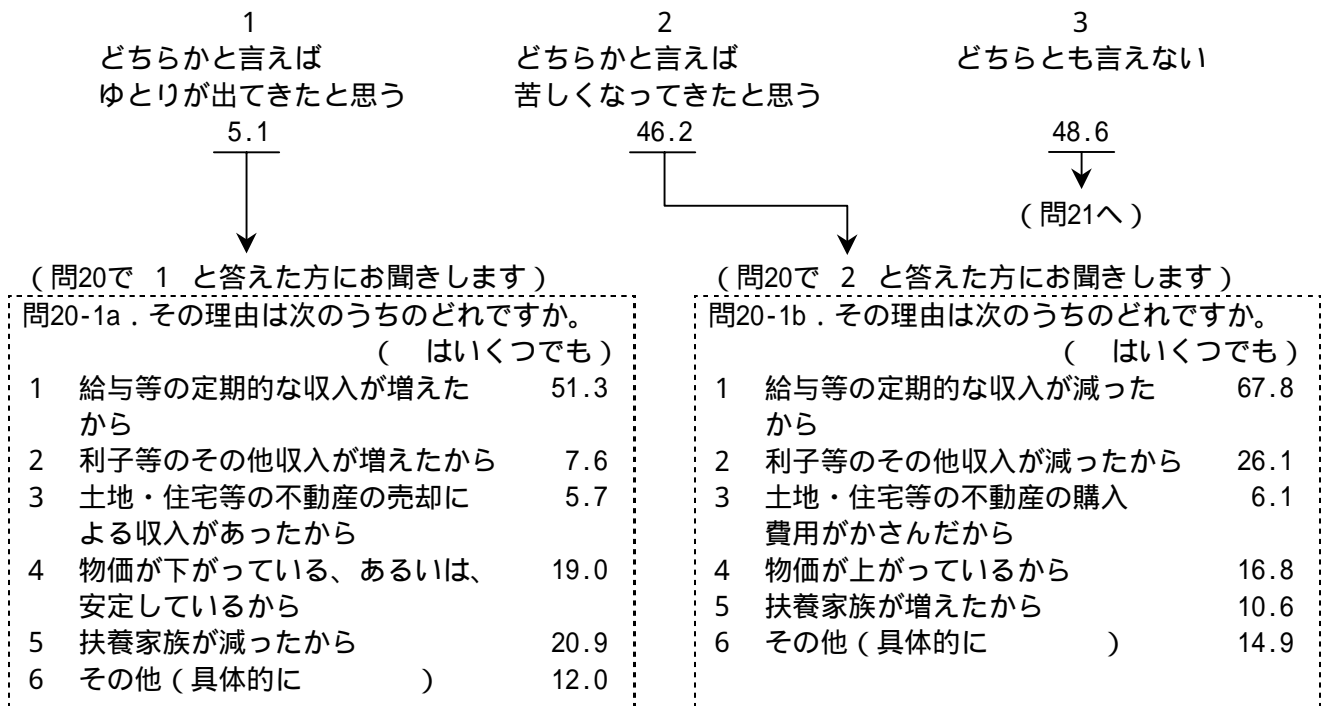 1
どちらかと言えば
ゆとりが出てきたと思う
5.1
2
どちらかと言えば
苦しくなってきたと思う
46.2
3
どちらとも言えない
48.6
(問21へ)
(問20で 1 と答えた方にお聞きします)
問20-1a．その理由は次のうちのどれですか。
( はいくつでも)
1 給与等の定期的な収入が増えた 51.3
から
2 利子等のその他収入が増えたから 7.6
3 土地・住宅等の不動産の売却に 5.7
よる収入があったから
4 物価が下がっている、あるいは、 19.0
安定しているから
5 扶養家族が減ったから 20.9
6 その他(具体的に ) 12.0
(問20で 2 と答えた方にお聞きします)
問20-1b．その理由は次のうちのどれですか。
( はいくつでも)
1 給与等の定期的な収入が減った 67.8
から
2 利子等のその他収入が減ったから 26.1
3 土地・住宅等の不動産の購入 6.1
費用がかさんだから
4 物価が上がっているから 16.8
5 扶養家族が増えたから 10.6
6 その他(具体的に ) 14.9